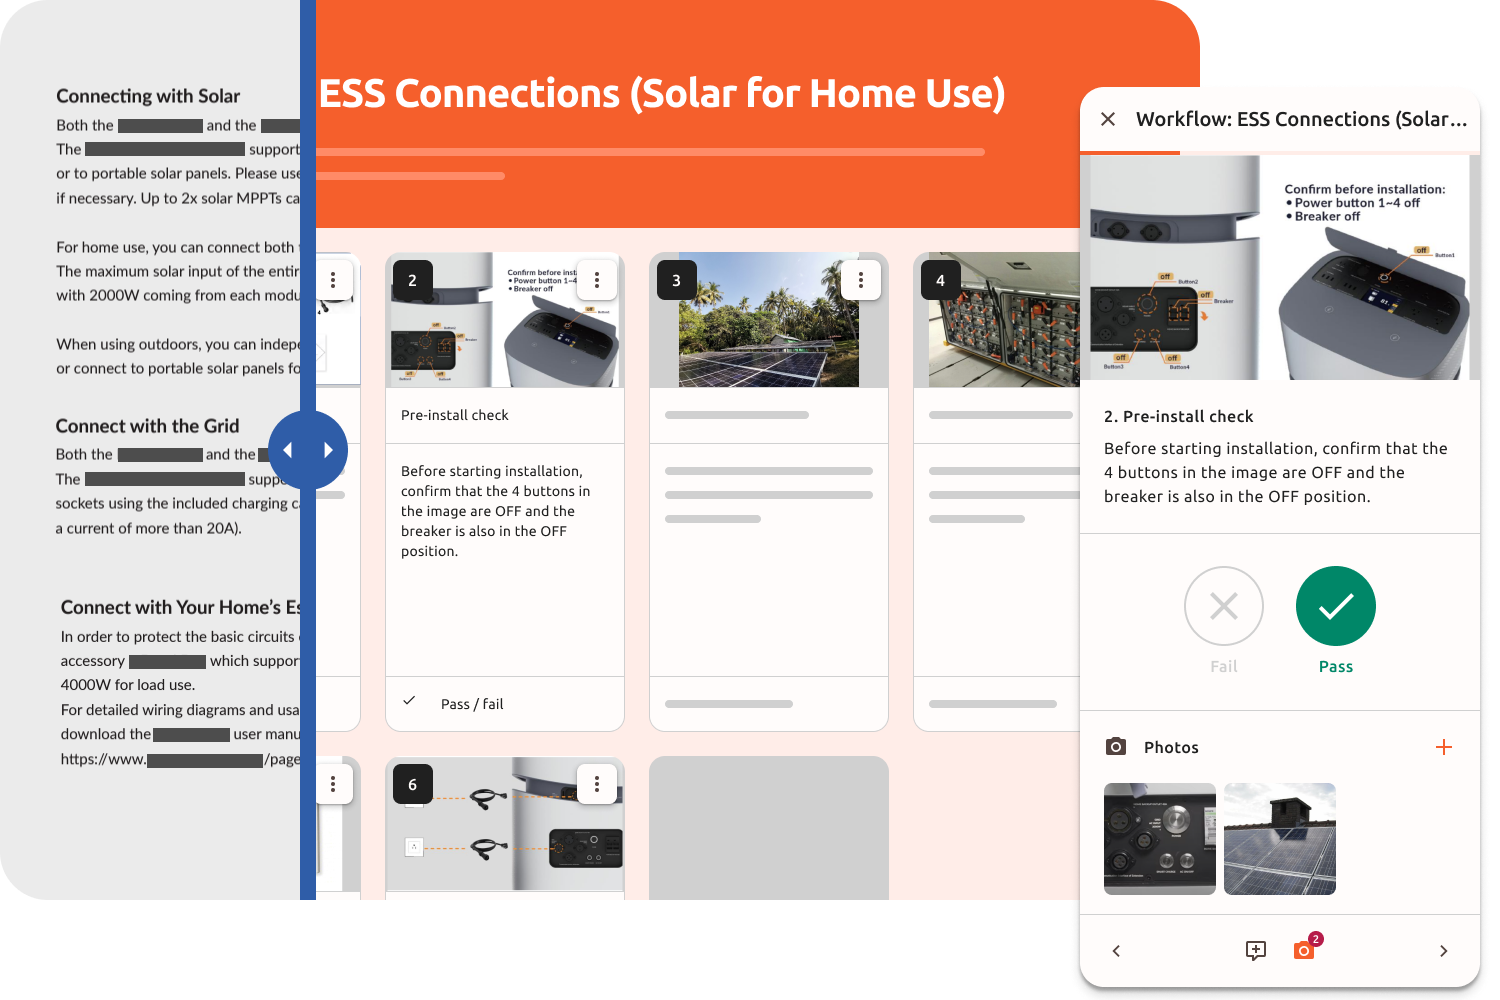 Connecting with Solar
Both the and the
The support
or to portable solar panels. Please use
if necessary. Up to 2x solar MPPTs ca
For home use, you can connect both
The maximum solar input of the entir
with 2000W coming from each modu
When using outdoors, you can indepe
or connect to portable solar panels fo
Connect with the Grid
Both the and the
The suppo
sockets using the included charging c
a current of more than 20A).
Connect with Your Home's Es
In order to protect the basic circuits
accessory which suppor
4000W for load use.
For detailed wiring diagrams and usa
download the user manu
https://www. /page
ESS Connections (Solar for Home Use)
2
Confirm before inst
• Power button 1~4
• Breaker off
off
off
off
off
off
Button2
Breaker
Button3
Button4
Button1
Pre-install check
Before starting installation,
confirm that the 4 buttons in
the image are OFF and the
breaker is also in the OFF
position.
Pass / fail
3
4
6
Workflow: ESS Connections (Solar...
Confirm before installation:
• Power button 1~4 off
• Breaker off
off
Button1
off
Button2
off
Breaker
off
off
Button3
Button4
2. Pre-install check
Before starting installation, confirm that the
4 buttons in the image are OFF and the
breaker is also in the OFF position.
Fail
Pass
Photos
2